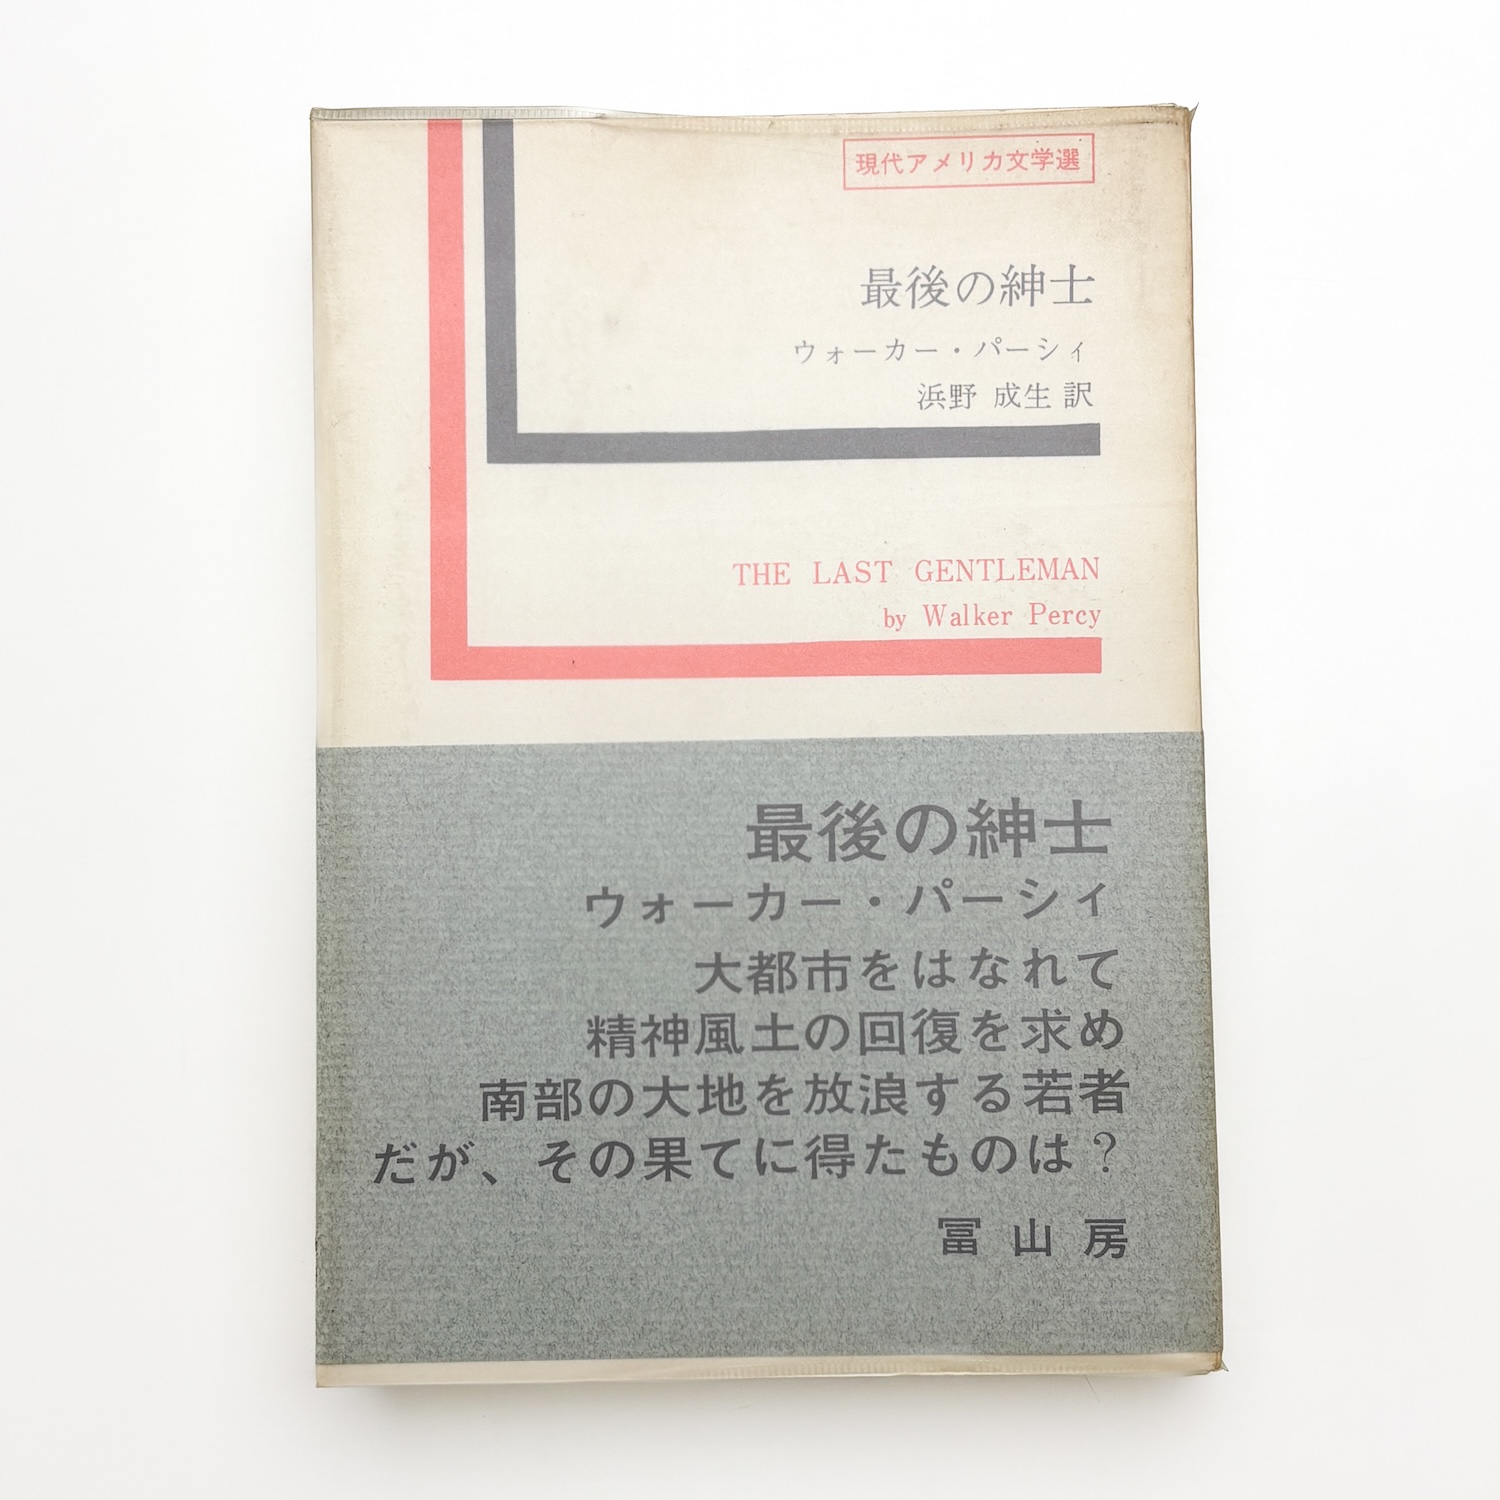 現代アメリカ文学選
最後の紳士
ウォーカー・パーシィ
浜野 成生 訳
THE LAST GENTLEMAN
by Walker Percy
最後の紳士
ウォーカー・パーシィ
大都市をはなれて
精神風土の回復を求め
南部の大地を放浪する若者
だが、その果てに得たものは?
冨山房